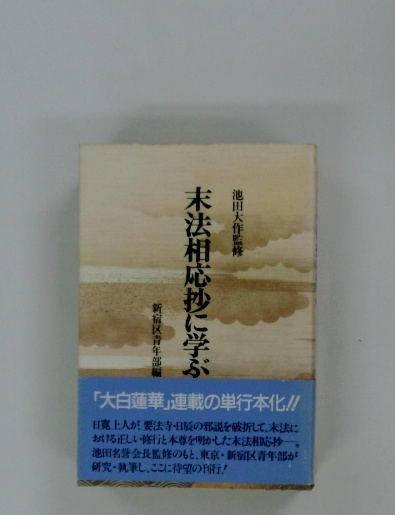 池田大作監修
末法相応抄に学ぶ
新宿区青年部編
「大白蓮華」連載の単行本化!!
日寛上人が、要法寺・日辰の邪説を破折して、末法に
おける正しい修行と本尊を明かした末法相応抄──。
池田名誉会長監修のもと、東京・新宿区青年部が
研究・執筆し、ここに待望の刊行!